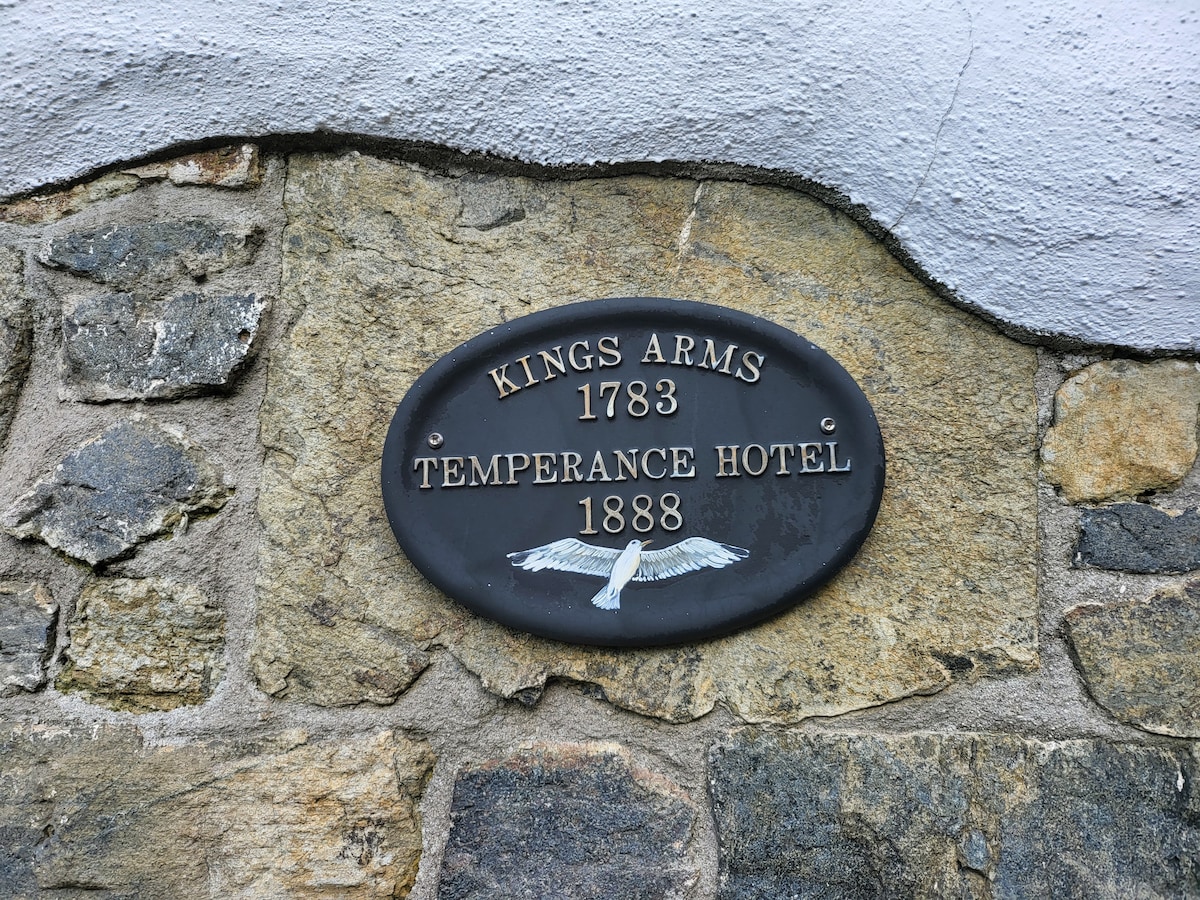 KINGS ARMS
1783
TEMPERANCE HOTEL
1888